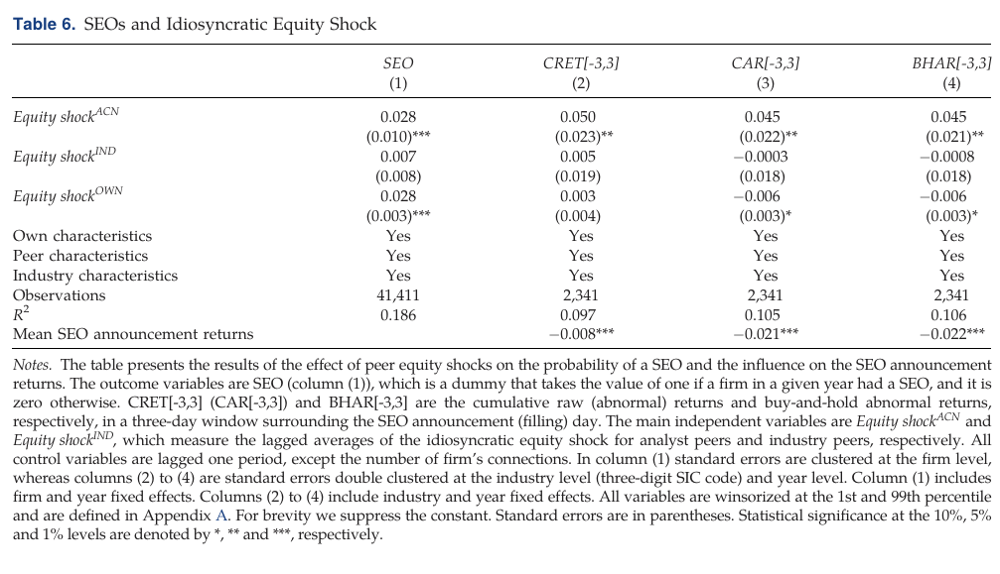 Table 6. SEOs and Idiosyncratic Equity Shock
SEO CRET[-3,3] CAR[-3,3] BHAR[-3,3]
(1) (2) (3) (4)
Equity shock^ACN 0.028 0.050 0.045 0.045
(0.010)*** (0.023)** (0.022)** (0.021)**
Equity shock^IND 0.007 0.005 −0.0003 −0.0008
(0.008) (0.019) (0.018) (0.018)
Equity shock^OWN 0.028 0.003 −0.006 −0.006
(0.003)*** (0.004) (0.003)* (0.003)*
Own characteristics Yes Yes Yes Yes
Peer characteristics Yes Yes Yes Yes
Industry characteristics Yes Yes Yes Yes
Observations 41,411 2,341 2,341 2,341
R² 0.186 0.097 0.105 0.106
Mean SEO announcement returns −0.008*** −0.021*** −0.022***
Notes. The table presents the results of the effect of peer equity shocks on the probability of a SEO and the influence on the SEO announcement
returns. The outcome variables are SEO (column (1)), which is a dummy that takes the value of one if a firm in a given year had a SEO, and it is
zero otherwise. CRET[-3,3] (CAR[-3,3]) and BHAR[-3,3] are the cumulative raw (abnormal) returns and buy-and-hold abnormal returns,
respectively, in a three-day window surrounding the SEO announcement (filling) day. The main independent variables are Equity shock^ACN and
Equity shock^IND, which measure the lagged averages of the idiosyncratic equity shock for analyst peers and industry peers, respectively. All
control variables are lagged one period, except the number of firm's connections. In column (1) standard errors are clustered at the firm level,
whereas columns (2) to (4) are standard errors double clustered at the industry level (three-digit SIC code) and year level. Column (1) includes
firm and year fixed effects. Columns (2) to (4) include industry and year fixed effects. All variables are winsorized at the 1st and 99th percentile
and are defined in Appendix A. For brevity we suppress the constant. Standard errors are in parentheses. Statistical significance at the 10%, 5%
and 1% levels are denoted by *, ** and ***, respectively.